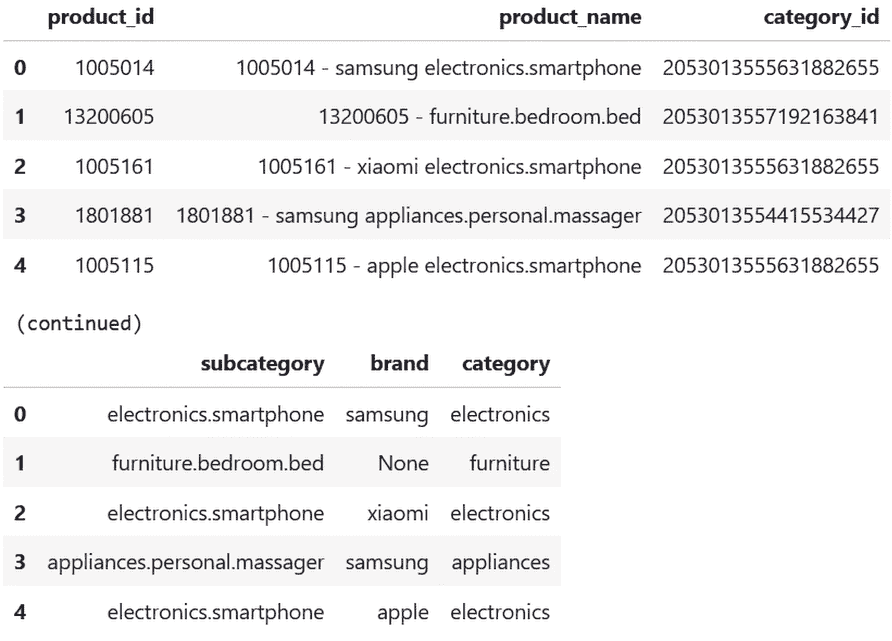 product_id product_name category_id
0 1005014 1005014 - samsung electronics.smartphone 2053013555631882655
1 13200605 13200605 - furniture.bedroom.bed 2053013557192163841
2 1005161 1005161 - xiaomi electronics.smartphone 2053013555631882655
3 1801881 1801881 - samsung appliances.personal.massager 2053013554415534427
4 1005115 1005115 - apple electronics.smartphone 2053013555631882655
(continued)
subcategory brand category
0 electronics.smartphone samsung electronics
1 furniture.bedroom.bed None furniture
2 electronics.smartphone xiaomi electronics
3 appliances.personal.massager samsung appliances
4 electronics.smartphone apple electronics